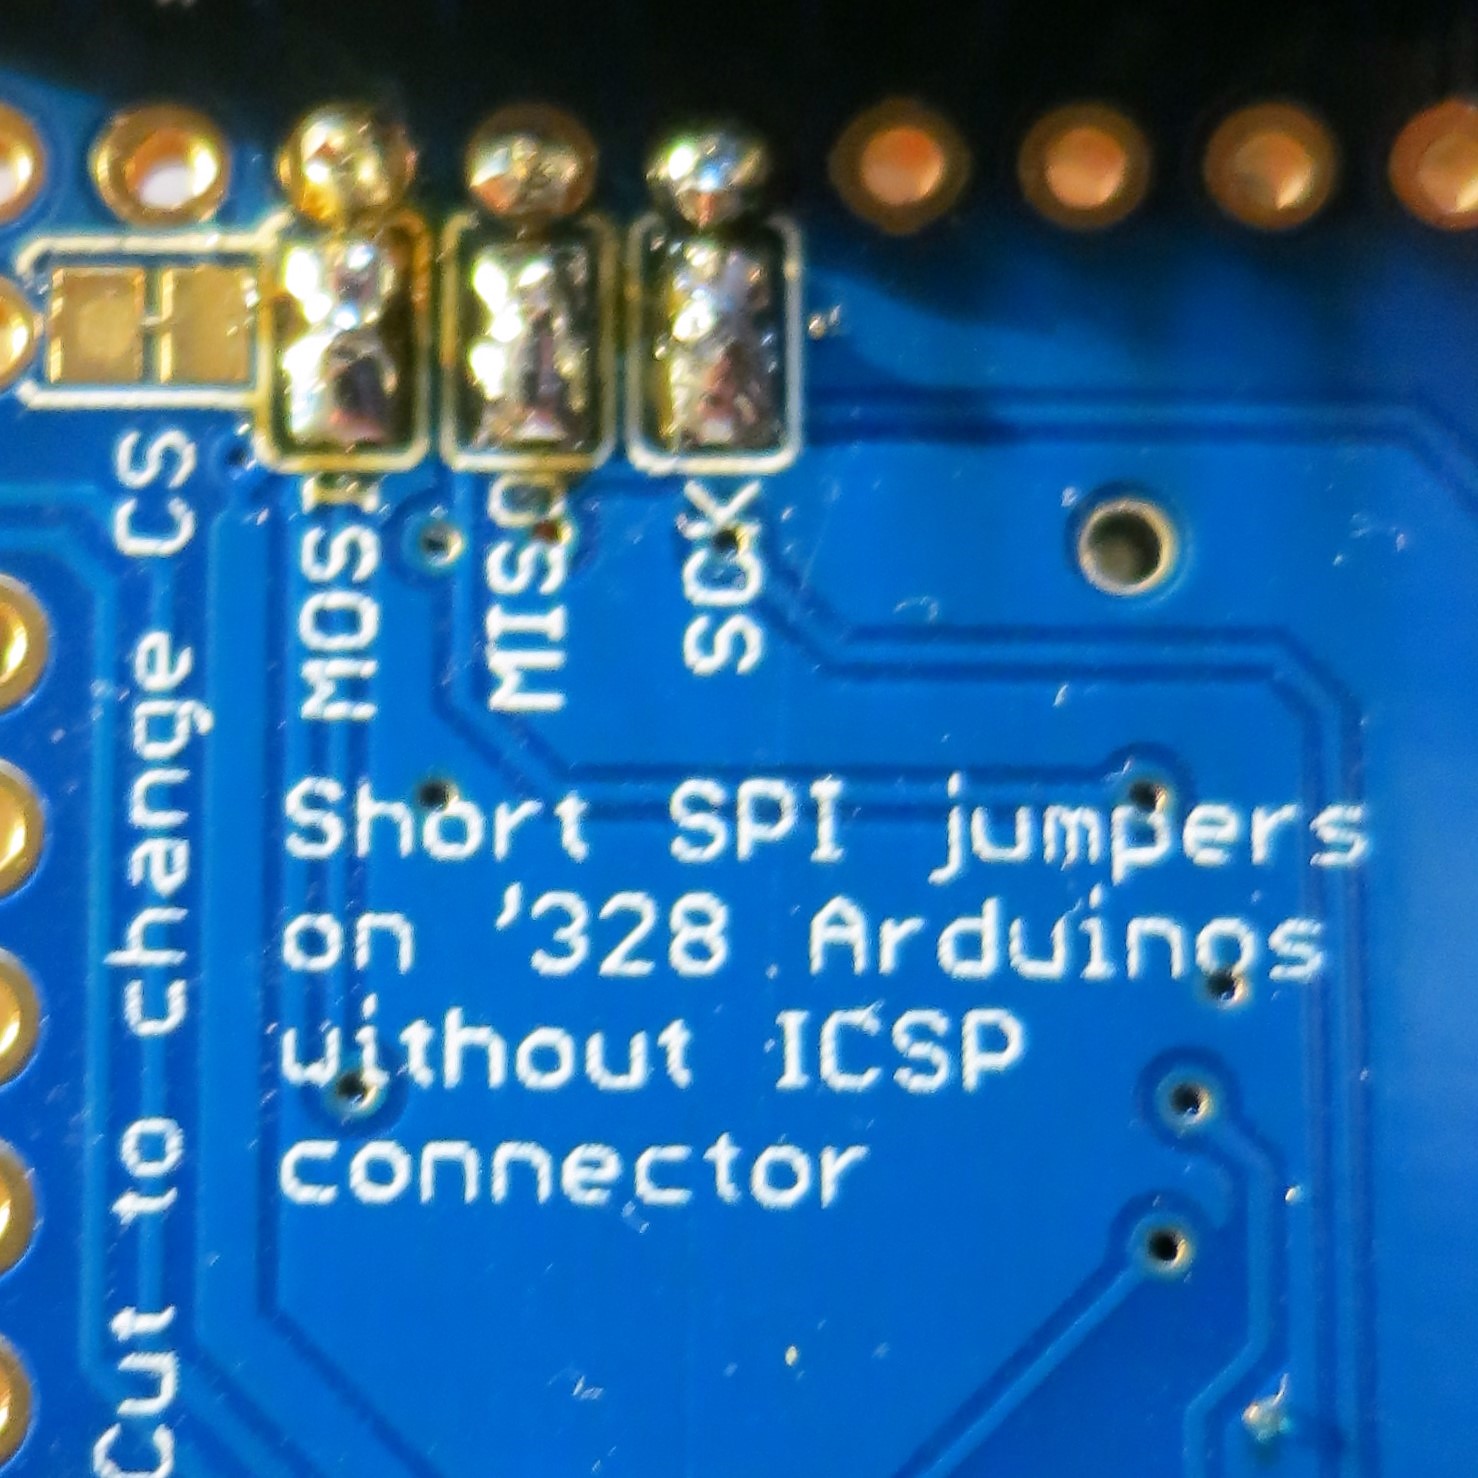 MOSI
MISO
SCK
Short SPI jumpers
on '328 Arduinos
without ICSP
connector
Cut to change CS